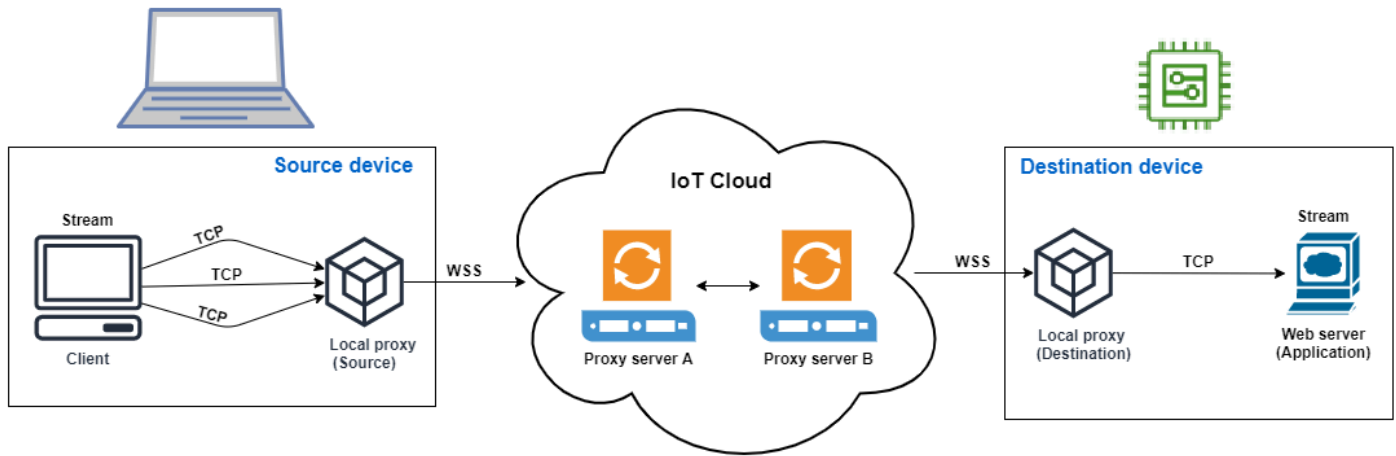 Source device
Stream
TCP
TCP
TCP
Client
Local proxy
(Source)
WSS
IoT Cloud
Proxy server A
Proxy server B
WSS
Destination device
Local proxy
(Destination)
TCP
Stream
Web server
(Application)